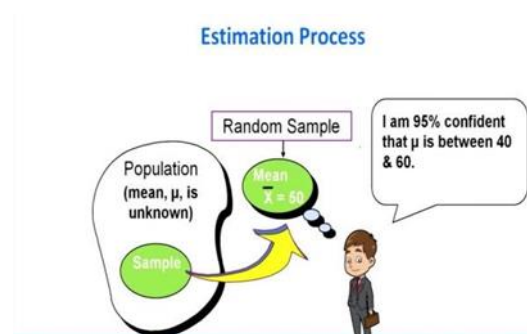 Estimation Process
Random Sample
I am 95% confident
that μ is between 40
& 60.
Population
(mean, μ, is
unknown)
Mean
X̅ = 50
Sample